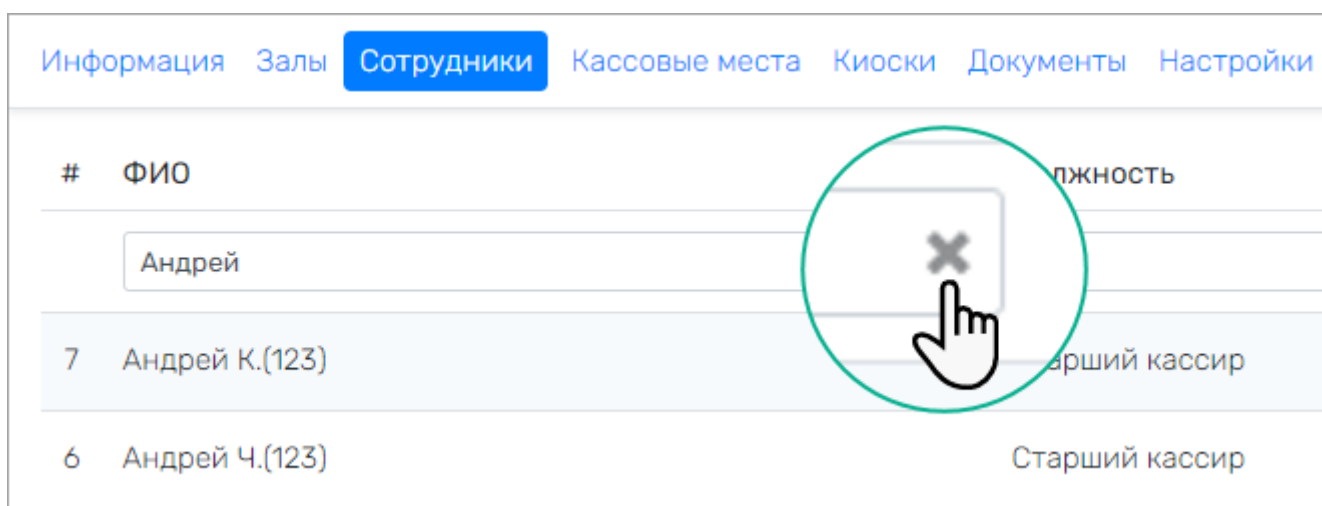 Информация Залы Сотрудники Кассовые места Киоски Документы Настройки
# ФИО лжность
Андрей
7 Андрей К.(123) арший кассир
6 Андрей Ч.(123) Старший кассир